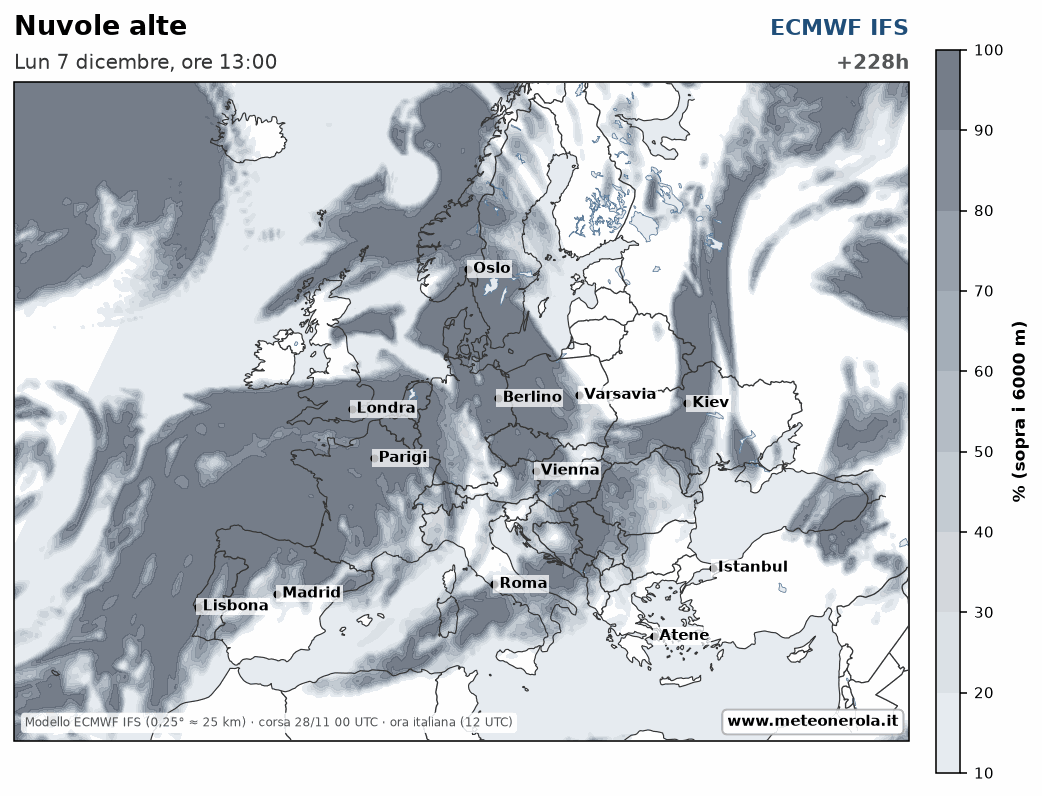 Nuvole alte
ECMWF IFS
Lun 7 dicembre, ore 13:00
+228h
Oslo
Londra
Berlino
Varsavia
Kiev
Parigi
Vienna
Roma
Istanbul
Madrid
Lisbona
Atene
Modello ECMWF IFS (0,25° ≈ 25 km) · corsa 28/11 00 UTC · ora italiana (12 UTC)
www.meteonerola.it
100
90
80
70
60
50
40
30
20
10
% (sopra i 6000 m)